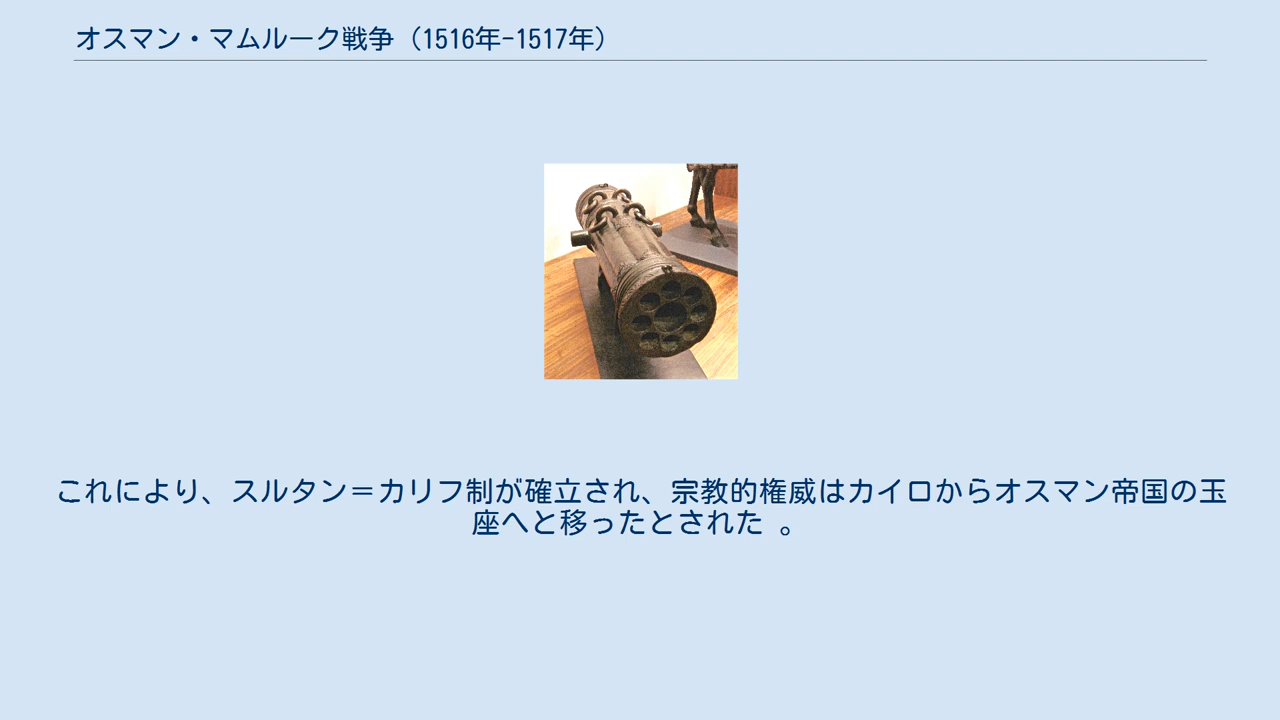 オスマン・マムルーク戦争（1516年-1517年）
これにより、スルタン＝カリフ制が確立され、宗教的権威はカイロからオスマン帝国の玉
座へと移ったとされた 。